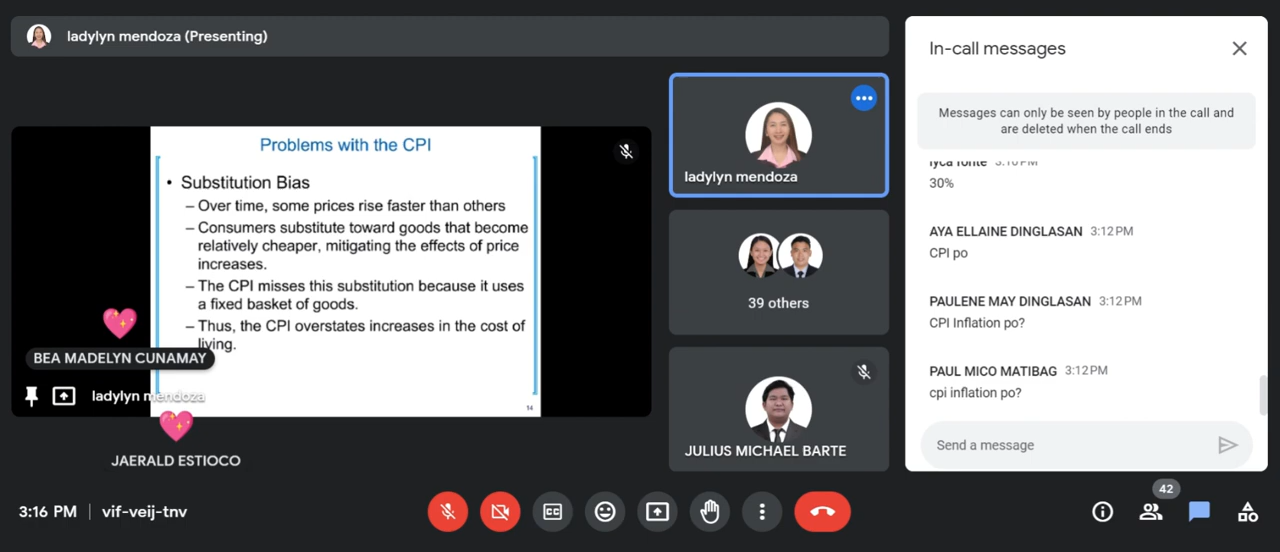 ladylyn mendoza (Presenting)
Problems with the CPI
• Substitution Bias
– Over time, some prices rise faster than others
– Consumers substitute toward goods that become
relatively cheaper, mitigating the effects of price
increases.
– The CPI misses this substitution because it uses
a fixed basket of goods.
– Thus, the CPI overstates increases in the cost of
living.
14
BEA MADELYN CUNAMAY
ladylyn mendoza
JAERALD ESTIOCO
ladylyn mendoza
39 others
JULIUS MICHAEL BARTE
In-call messages
Messages can only be seen by people in the call and
are deleted when the call ends
lyca fonte 3:10 PM
30%
AYA ELLAINE DINGLASAN 3:12 PM
CPI po
PAULENE MAY DINGLASAN 3:12 PM
CPI Inflation po?
PAUL MICO MATIBAG 3:12 PM
cpi inflation po?
Send a message
3:16 PM | vif-veij-tnv
CC
42